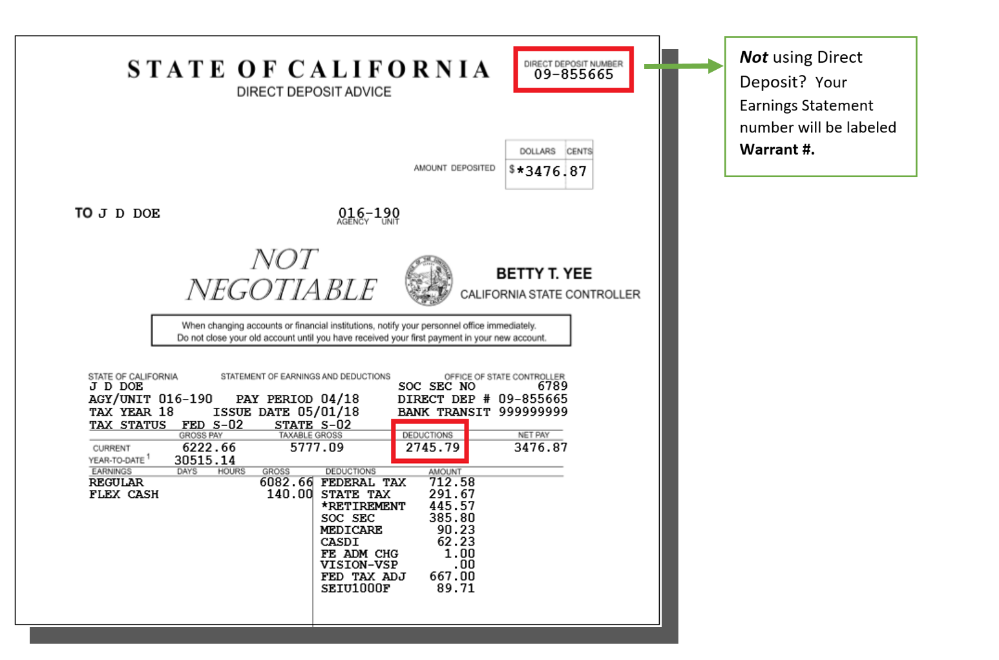 STATE OF CALIFORNIA
DIRECT DEPOSIT ADVICE
DIRECT DEPOSIT NUMBER
09-855665
Not using Direct
Deposit? Your
Earnings Statement
number will be labeled
Warrant #.
DOLLARS CENTS
AMOUNT DEPOSITED $*3476.87
TO J D DOE 016-190
AGENCY UNIT
NOT
NEGOTIABLE
BETTY T. YEE
CALIFORNIA STATE CONTROLLER
When changing accounts or financial institutions, notify your personnel office immediately.
Do not close your old account until you have received your first payment in your new account.
STATE OF CALIFORNIA STATEMENT OF EARNINGS AND DEDUCTIONS OFFICE OF STATE CONTROLLER
J D DOE SOC SEC NO 6789
AGY/UNIT 016-190 PAY PERIOD 04/18 DIRECT DEP # 09-855665
TAX YEAR 18 ISSUE DATE 05/01/18 BANK TRANSIT 999999999
TAX STATUS FED S-02 STATE S-02
GROSS PAY TAXABLE GROSS DEDUCTIONS NET PAY
CURRENT 6222.66 5777.09 2745.79 3476.87
YEAR-TO-DATE 1 30515.14
EARNINGS DAYS HOURS GROSS DEDUCTIONS AMOUNT
REGULAR 6082.66 FEDERAL TAX 712.58
FLEX CASH 140.00 STATE TAX 291.67
*RETIREMENT 445.57
SOC SEC 385.80
MEDICARE 90.23
CASDI 62.23
FE ADM CHG 1.00
VISION-VSP .00
FED TAX ADJ 667.00
SEIU1000F 89.71